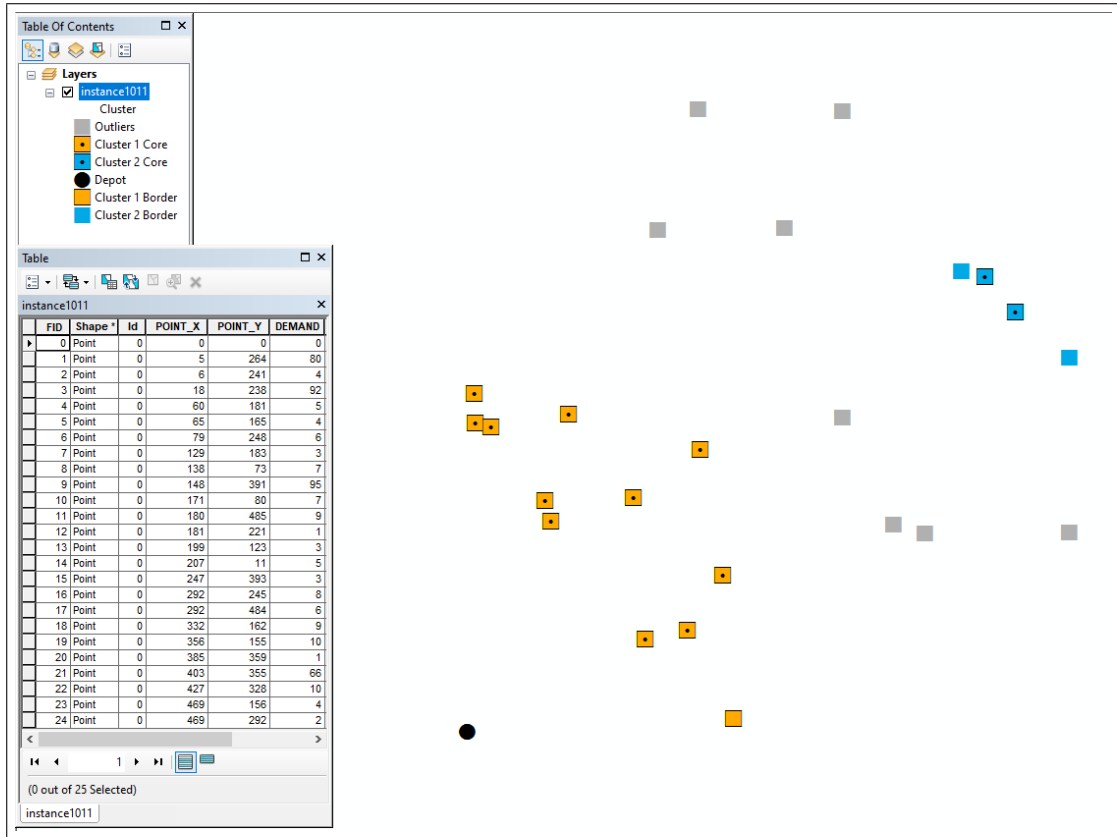 Table Of Contents
Layers
instance1011
Cluster
Outliers
Cluster 1 Core
Cluster 2 Core
Depot
Cluster 1 Border
Cluster 2 Border
Table
instance1011
FID Shape * Id POINT_X POINT_Y DEMAND
0 Point 0 0 0 0
1 Point 0 5 264 80
2 Point 0 6 241 4
3 Point 0 18 238 92
4 Point 0 60 181 5
5 Point 0 65 165 4
6 Point 0 79 248 6
7 Point 0 129 183 3
8 Point 0 138 73 7
9 Point 0 148 391 95
10 Point 0 171 80 7
11 Point 0 180 485 9
12 Point 0 181 221 1
13 Point 0 199 123 3
14 Point 0 207 11 5
15 Point 0 247 393 3
16 Point 0 292 245 8
17 Point 0 292 484 6
18 Point 0 332 162 9
19 Point 0 356 155 10
20 Point 0 385 359 1
21 Point 0 403 355 66
22 Point 0 427 328 10
23 Point 0 469 156 4
24 Point 0 469 292 2
1
(0 out of 25 Selected)
instance1011